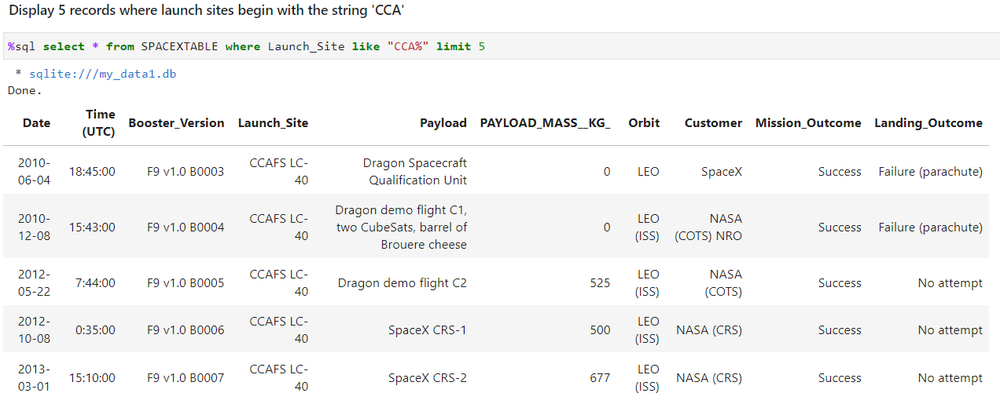 Display 5 records where launch sites begin with the string 'CCA'
%sql select * from SPACEXTABLE where Launch_Site like "CCA%" limit 5
* sqlite:///my_data1.db
Done.
Date Time (UTC) Booster_Version Launch_Site Payload PAYLOAD_MASS__KG_ Orbit Customer Mission_Outcome Landing_Outcome
2010-06-04 18:45:00 F9 v1.0 B0003 CCAFS LC-40 Dragon Spacecraft Qualification Unit 0 LEO SpaceX Success Failure (parachute)
2010-12-08 15:43:00 F9 v1.0 B0004 CCAFS LC-40 Dragon demo flight C1, two CubeSats, barrel of Brouere cheese 0 LEO (ISS) NASA (COTS) NRO Success Failure (parachute)
2012-05-22 7:44:00 F9 v1.0 B0005 CCAFS LC-40 Dragon demo flight C2 525 LEO (ISS) NASA (COTS) Success No attempt
2012-10-08 0:35:00 F9 v1.0 B0006 CCAFS LC-40 SpaceX CRS-1 500 LEO (ISS) NASA (CRS) Success No attempt
2013-03-01 15:10:00 F9 v1.0 B0007 CCAFS LC-40 SpaceX CRS-2 677 LEO (ISS) NASA (CRS) Success No attempt